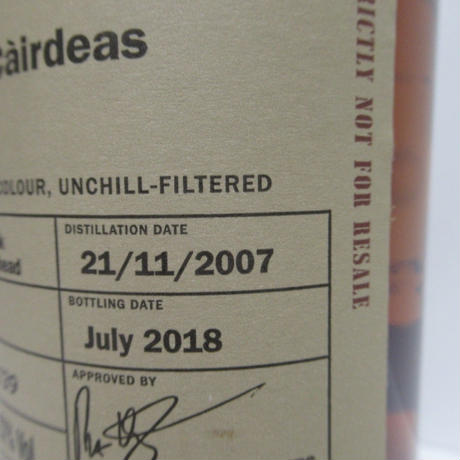 Càirdeas
COLOUR, UNCHILL-FILTERED
DISTILLATION DATE
21/11/2007
BOTTLING DATE
July 2018
APPROVED BY
STRICTLY NOT FOR RESALE